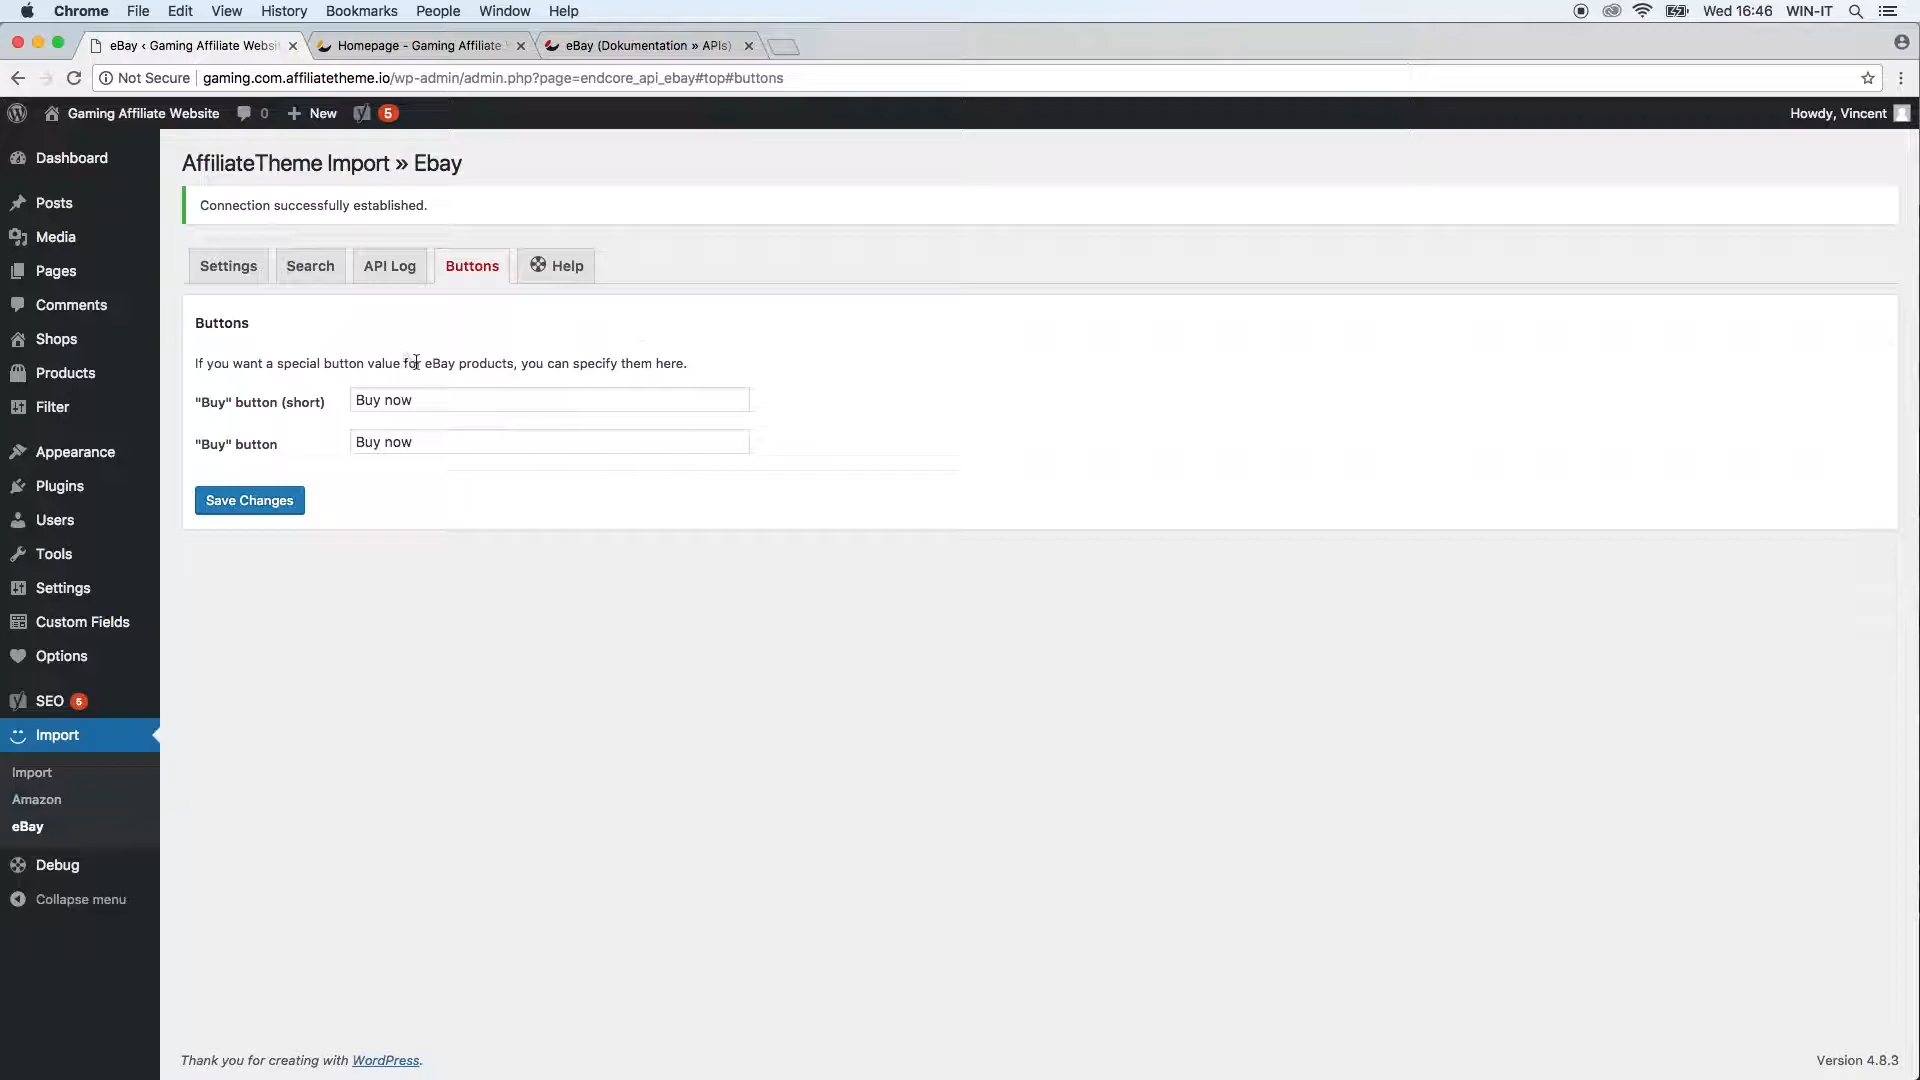 Chrome File Edit View History Bookmarks People Window Help Wed 16:46 WIN-IT
eBay ‹ Gaming Affiliate Websi Homepage - Gaming Affiliate eBay (Dokumentation » APIs)
Not Secure gaming.com.affiliatetheme.io/wp-admin/admin.php?page=endcore_api_ebay#top#buttons
Gaming Affiliate Website 0 New 5 Howdy, Vincent
Dashboard
Posts
Media
Pages
Comments
Shops
Products
Filter
Appearance
Plugins
Users
Tools
Settings
Custom Fields
Options
SEO 5
Import
Import
Amazon
eBay
Debug
Collapse menu
AffiliateTheme Import » Ebay
Connection successfully established.
Settings Search API Log Buttons Help
Buttons
If you want a special button value for eBay products, you can specify them here.
"Buy" button (short) Buy now
"Buy" button Buy now
Save Changes
Thank you for creating with WordPress. Version 4.8.3